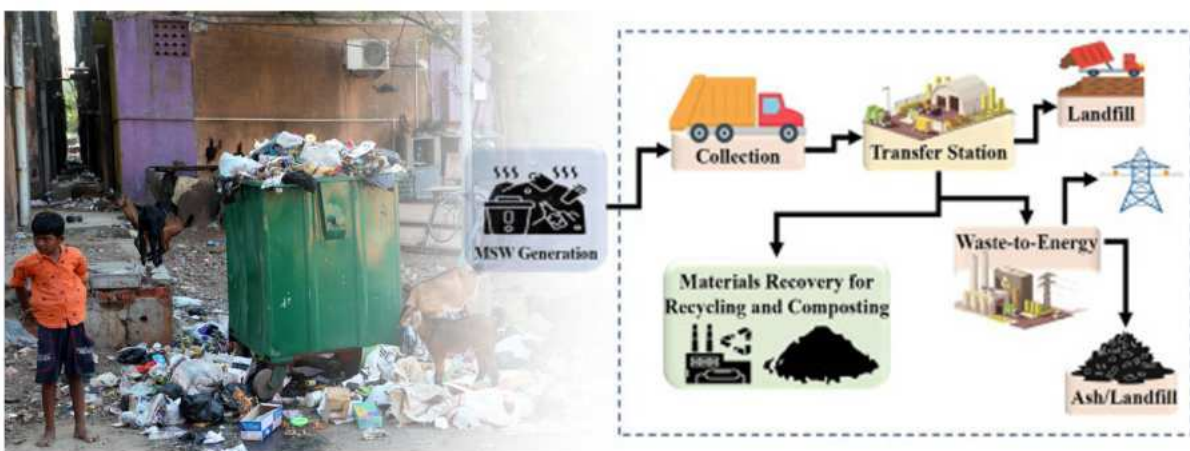 MSW Generation
Collection
Transfer Station
Landfill
Waste-to-Energy
Materials Recovery for
Recycling and Composting
Ash/Landfill